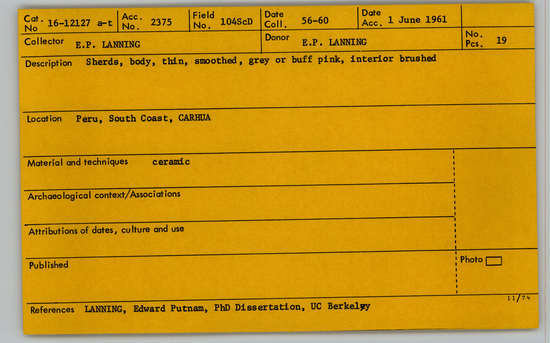 Cat. No 16-12127 a-t Acc. No. 2375 Field No. 1048cD Date Coll. 56-60 Date Acc. 1 June 1961
Collector E.P. LANNING Donor E.P. LANNING No. Pcs. 19
Description Sherds, body, thin, smoothed, grey or buff pink, interior brushed
Location Peru, South Coast, CARHUA
Material and techniques ceramic
Archaeological context/Associations
Attributions of dates, culture and use
Published Photo
11/74
References LANNING, Edward Putnam, PhD Dissertation, UC Berkeley